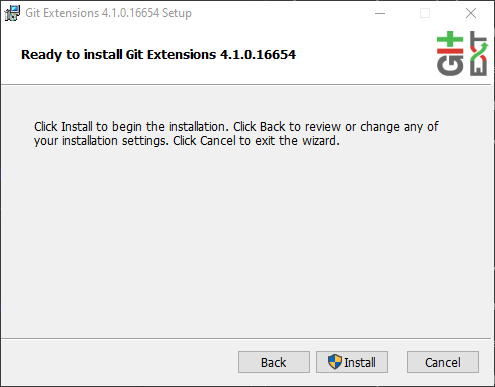 Git Extensions 4.1.0.16654 Setup
Ready to install Git Extensions 4.1.0.16654
Git
EXT
Click Install to begin the installation. Click Back to review or change any of
your installation settings. Click Cancel to exit the wizard.
Back
Install
Cancel